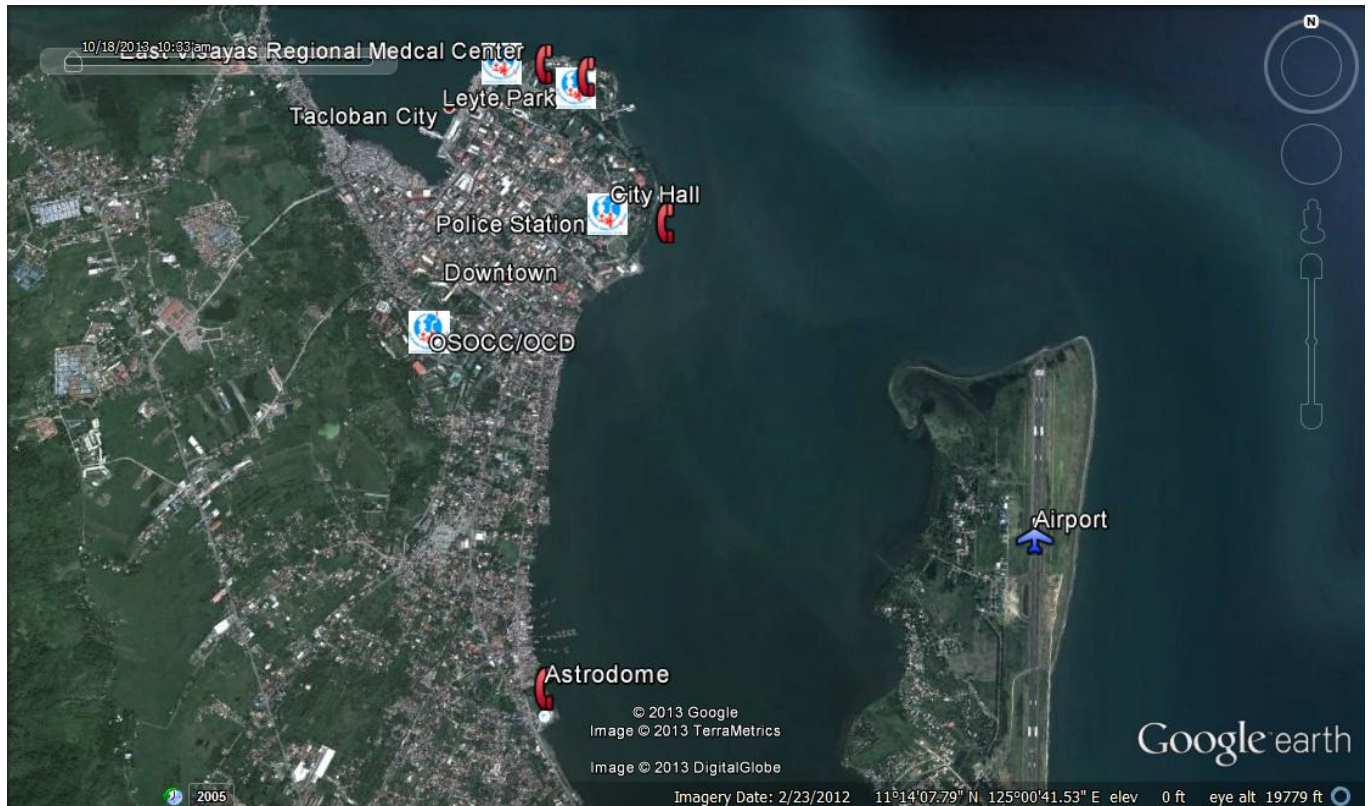 10/18/2013 10:33 am
East Visayas Regional Medcal Center
N
Leyte Park
Tacloban City
City Hall
Police Station
Downtown
OSOCC/OCD
Airport
Astrodome
© 2013 Google
Image © 2013 TerraMetrics
Image © 2013 DigitalGlobe
Google earth
2005
Imagery Date: 2/23/2012 11°14'07.79" N 125°00'41.53" E elev 0 ft eye alt 19779 ft